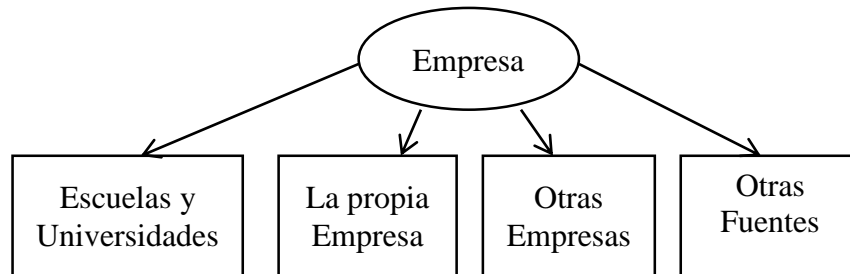 Empresa
Escuelas y
Universidades
La propia
Empresa
Otras
Empresas
Otras
Fuentes